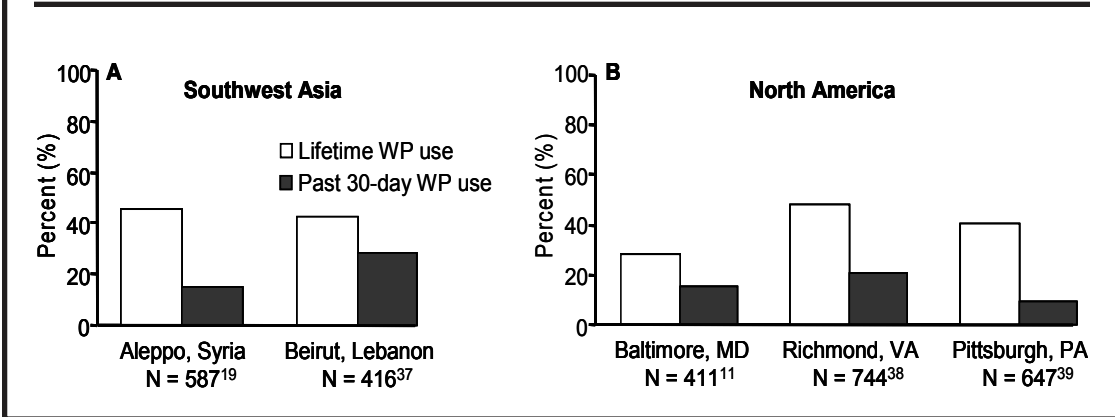 A
Southwest Asia
Percent (%)
100
80
60
40
20
0
Lifetime WP use
Past 30-day WP use
Aleppo, Syria
N = 587¹⁹
Beirut, Lebanon
N = 416³⁷
B
North America
Percent (%)
100
80
60
40
20
0
Baltimore, MD
N = 411¹¹
Richmond, VA
N = 744³⁸
Pittsburgh, PA
N = 647³⁹